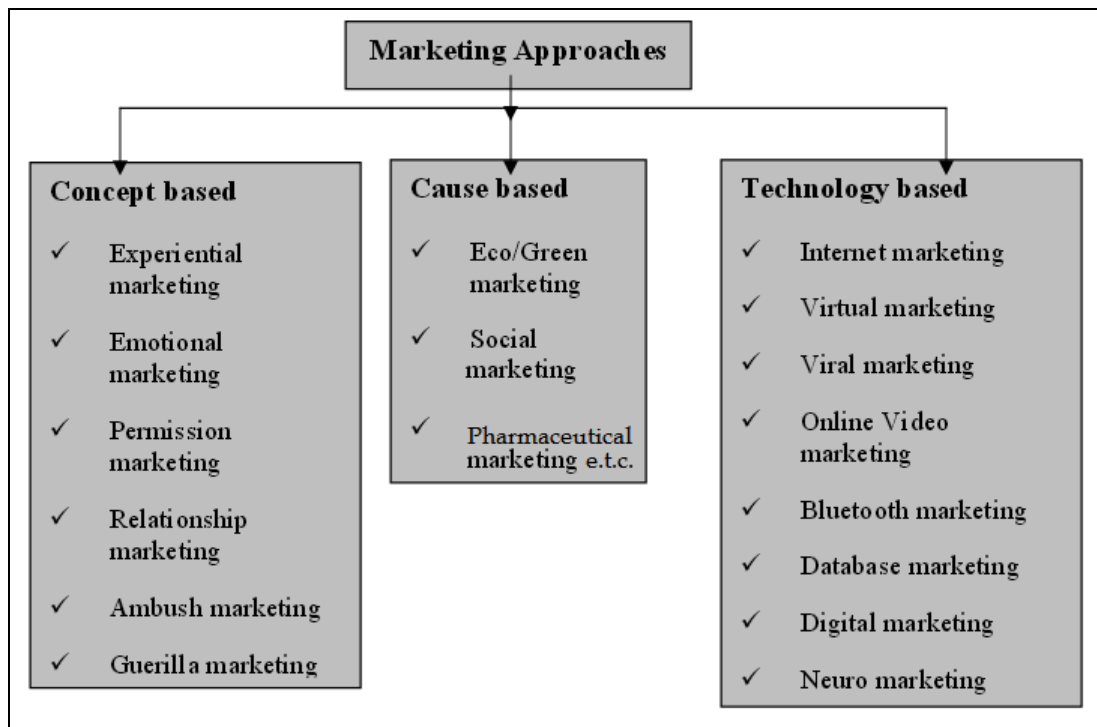 Marketing Approaches
Concept based
✓ Experiential
marketing
✓ Emotional
marketing
✓ Permission
marketing
✓ Relationship
marketing
✓ Ambush marketing
✓ Guerilla marketing
Cause based
✓ Eco/Green
marketing
✓ Social
marketing
✓ Pharmaceutical
marketing e.t.c.
Technology based
✓ Internet marketing
✓ Virtual marketing
✓ Viral marketing
✓ Online Video
marketing
✓ Bluetooth marketing
✓ Database marketing
✓ Digital marketing
✓ Neuro marketing